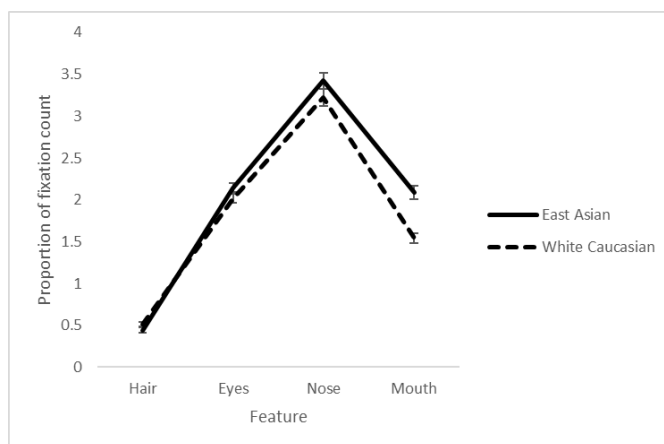 4
3.5
3
2.5
2
1.5
1
0.5
0
Proportion of fixation count
Hair Eyes Nose Mouth
Feature
East Asian
White Caucasian